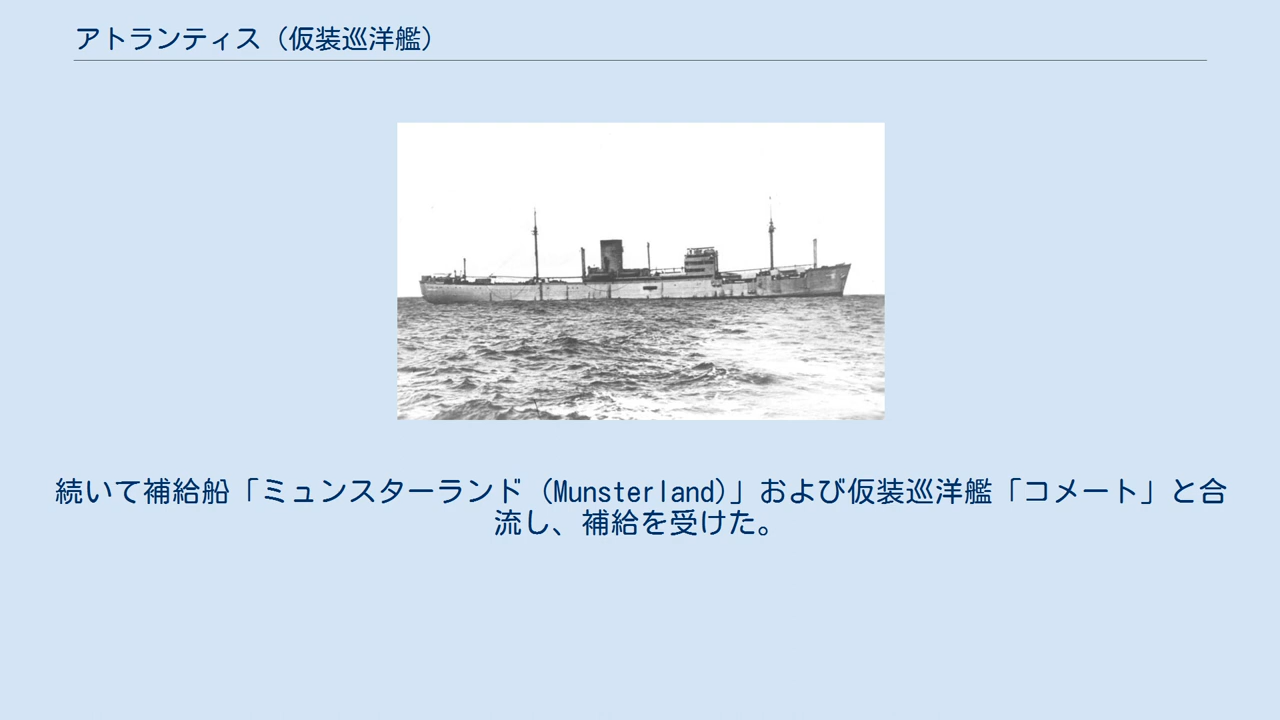 アトランティス（仮装巡洋艦）
続いて補給船「ミュンスターランド（Munsterland）」および仮装巡洋艦「コメート」と合
流し、補給を受けた。